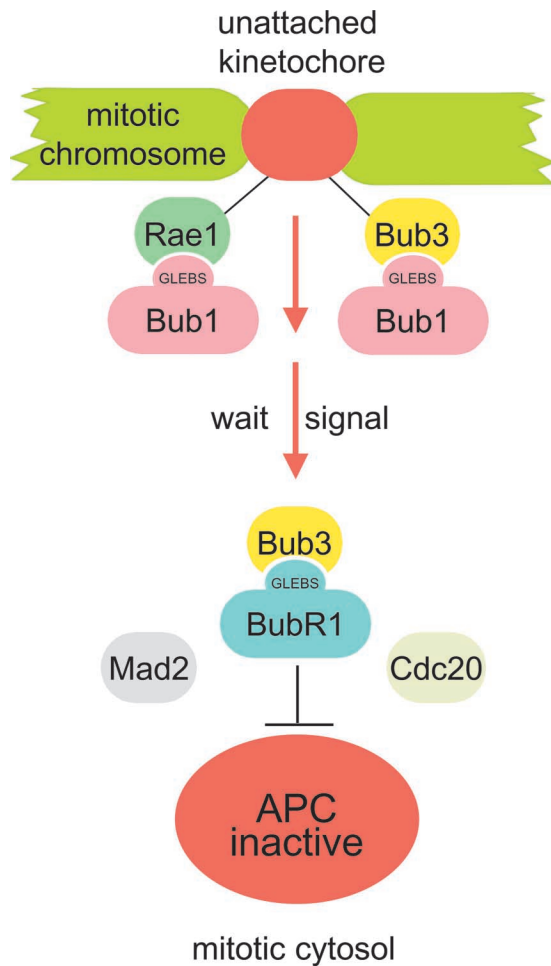 unattached
kinetochore
mitotic
chromosome
Rae1
GLEBS
Bub1
Bub3
GLEBS
Bub1
wait signal
Bub3
GLEBS
BubR1
Mad2
Cdc20
APC
inactive
mitotic cytosol